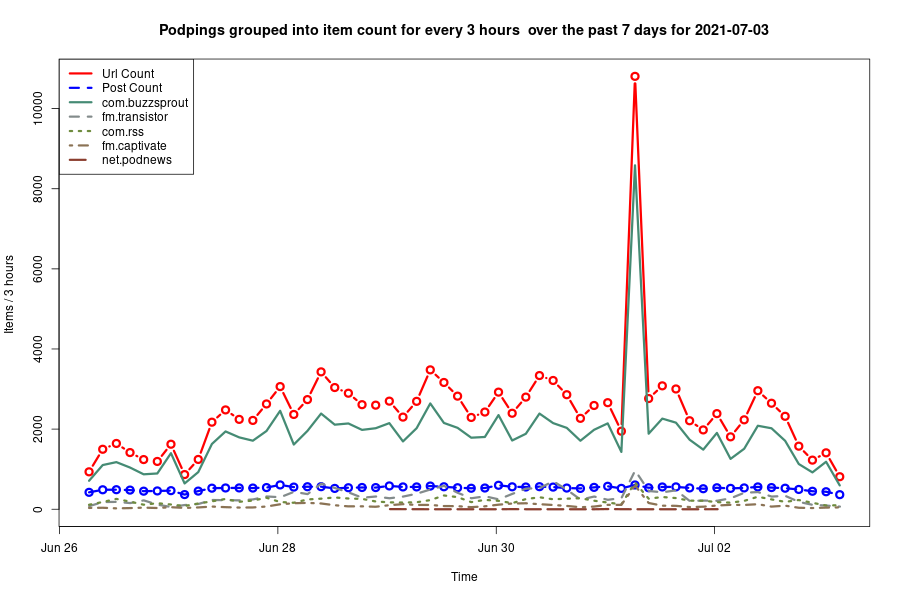 Podpings grouped into item count for every 3 hours  over the past 7 days for 2021-07-03
Url Count
Post Count
com.buzzsprout
fm.transistor
com.rss
fm.captivate
net.podnews
Items / 3 hours
10000
8000
6000
4000
2000
0
Jun 26
Jun 28
Jun 30
Jul 02
Time